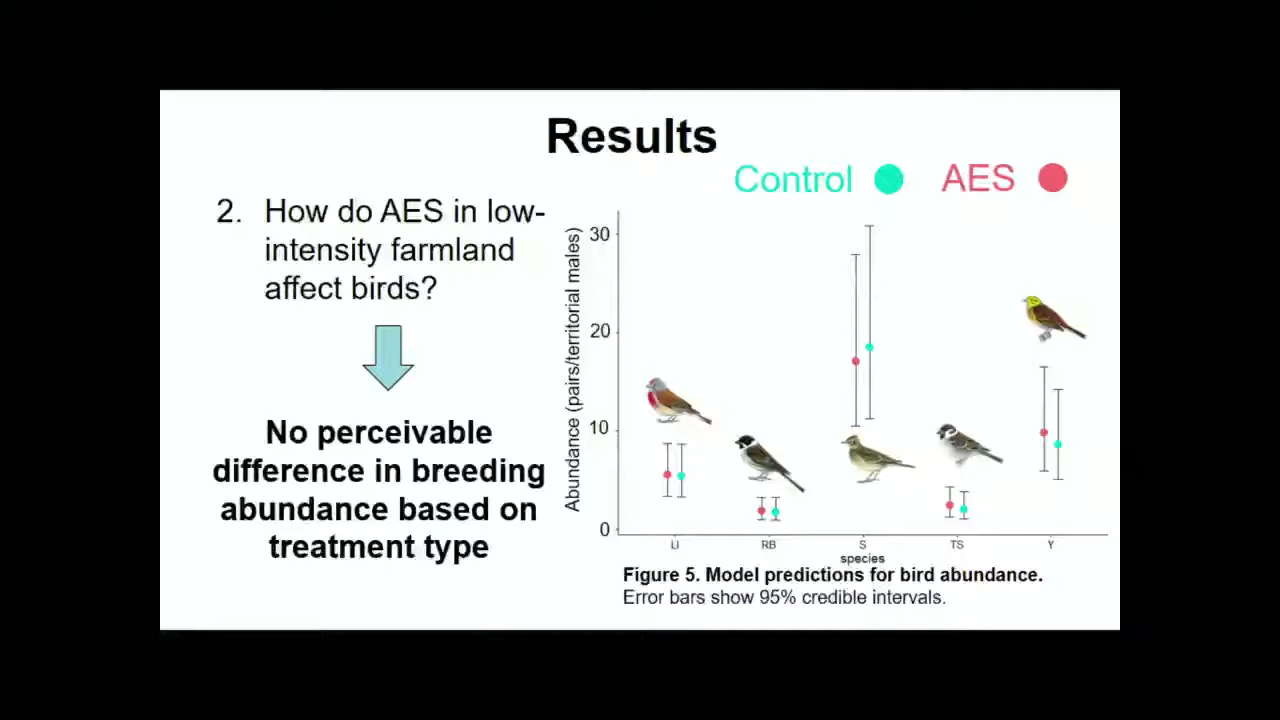 Results
Control
AES
2. How do AES in low-
intensity farmland
affect birds?
No perceivable
difference in breeding
abundance based on
treatment type
Abundance (pairs/territorial males)
30
20
10
0
LI
RB
S
TS
Y
species
Figure 5. Model predictions for bird abundance.
Error bars show 95% credible intervals.